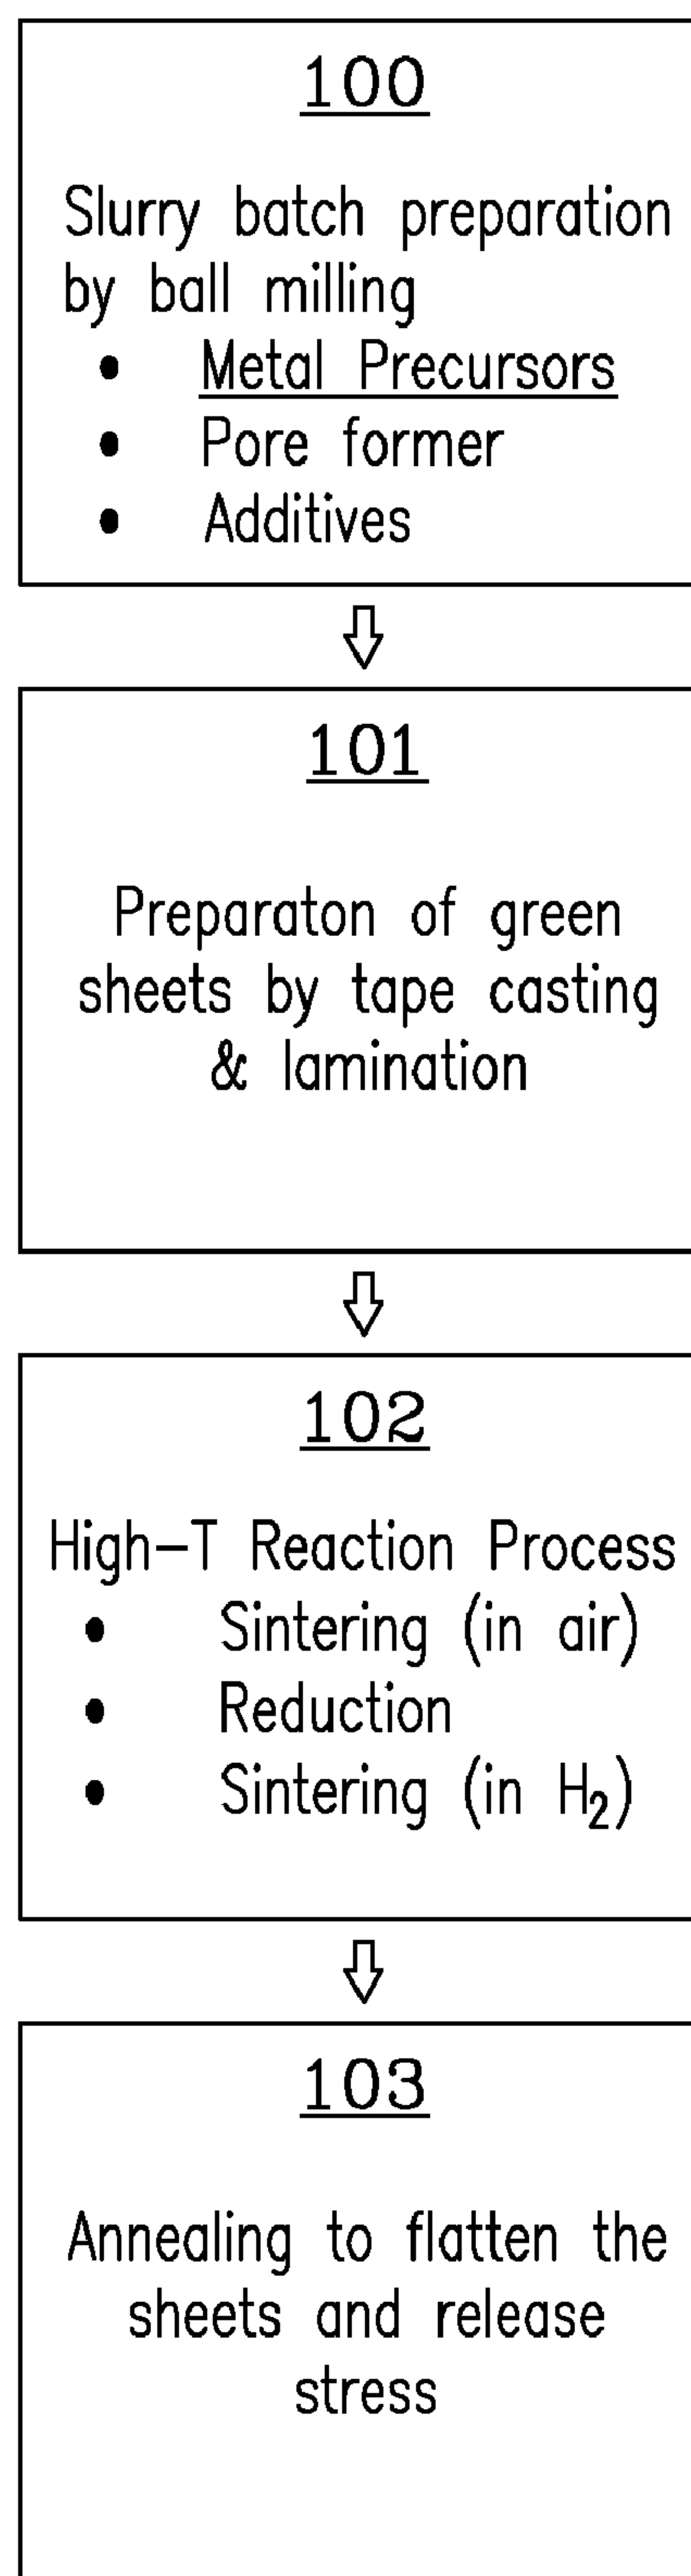 100
Slurry batch preparation
by ball milling
• Metal Precursors
• Pore former
• Additives
101
Preparaton of green
sheets by tape casting
& lamination
102
High-T Reaction Process
• Sintering (in air)
• Reduction
• Sintering (in H₂)
103
Annealing to flatten the
sheets and release
stress